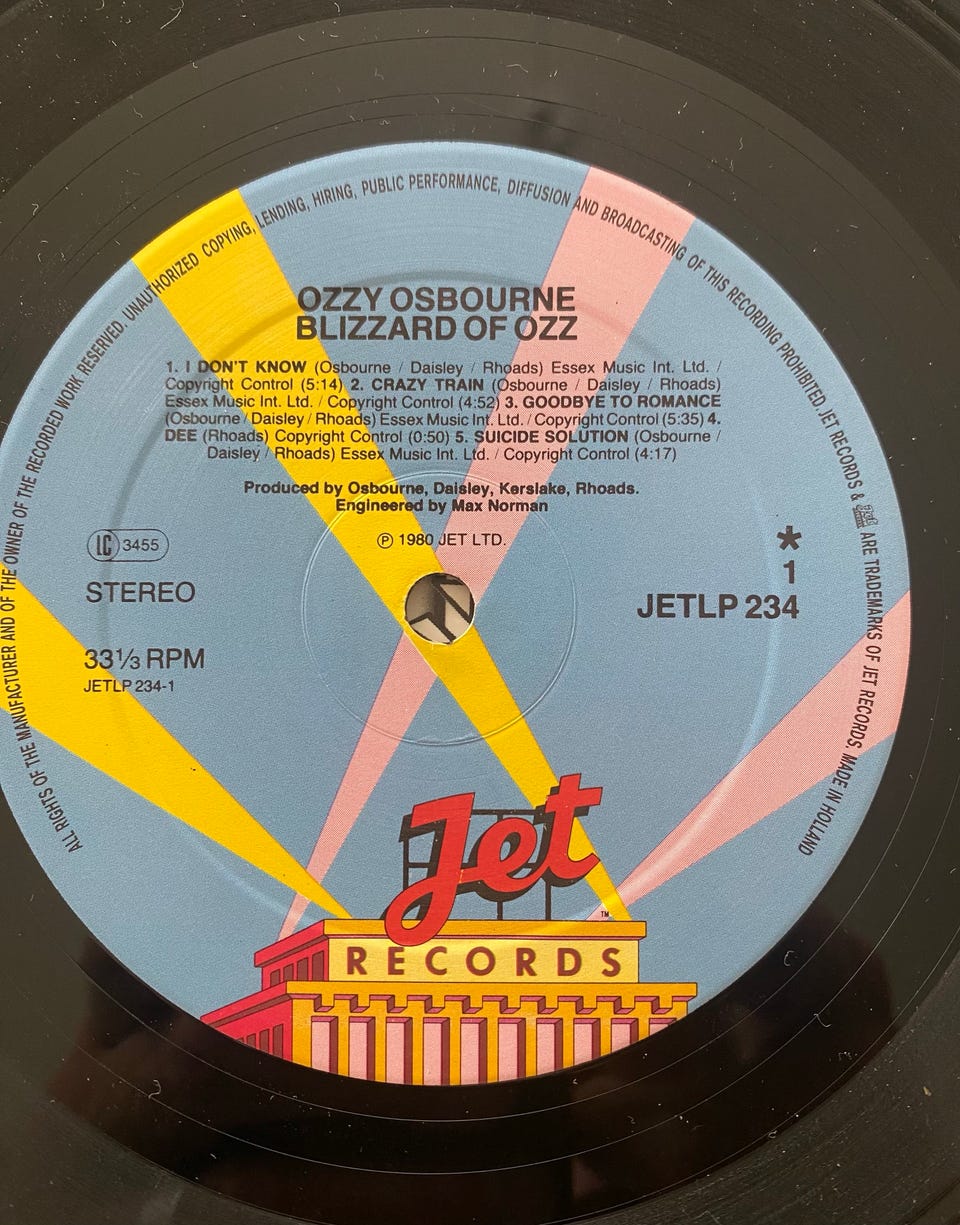 ALL RIGHTS OF THE MANUFACTURER AND OF THE OWNER OF THE RECORDED WORK RESERVED. UNAUTHORIZED COPYING, LENDING, HIRING, PUBLIC PERFORMANCE, DIFFUSION AND BROADCASTING OF THIS RECORDING PROHIBITED. JET RECORDS & Jet ARE TRADEMARKS OF JET RECORDS. MADE IN HOLLAND
OZZY OSBOURNE
BLIZZARD OF OZZ
1. I DON'T KNOW (Osbourne / Daisley / Rhoads) Essex Music Int. Ltd. /
Copyright Control (5:14) 2. CRAZY TRAIN (Osbourne / Daisley / Rhoads)
Essex Music Int. Ltd. / Copyright Control (4:52) 3. GOODBYE TO ROMANCE
(Osbourne / Daisley / Rhoads) Essex Music Int. Ltd. / Copyright Control (5:35) 4.
DEE (Rhoads) Copyright Control (0:50) 5. SUICIDE SOLUTION (Osbourne /
Daisley / Rhoads) Essex Music Int. Ltd. / Copyright Control (4:17)
Produced by Osbourne, Daisley, Kerslake, Rhoads.
Engineered by Max Norman
℗ 1980 JET LTD.
LC 3455
STEREO
33⅓ RPM
JETLP 234-1
*
1
JETLP 234
Jet
TM
RECORDS